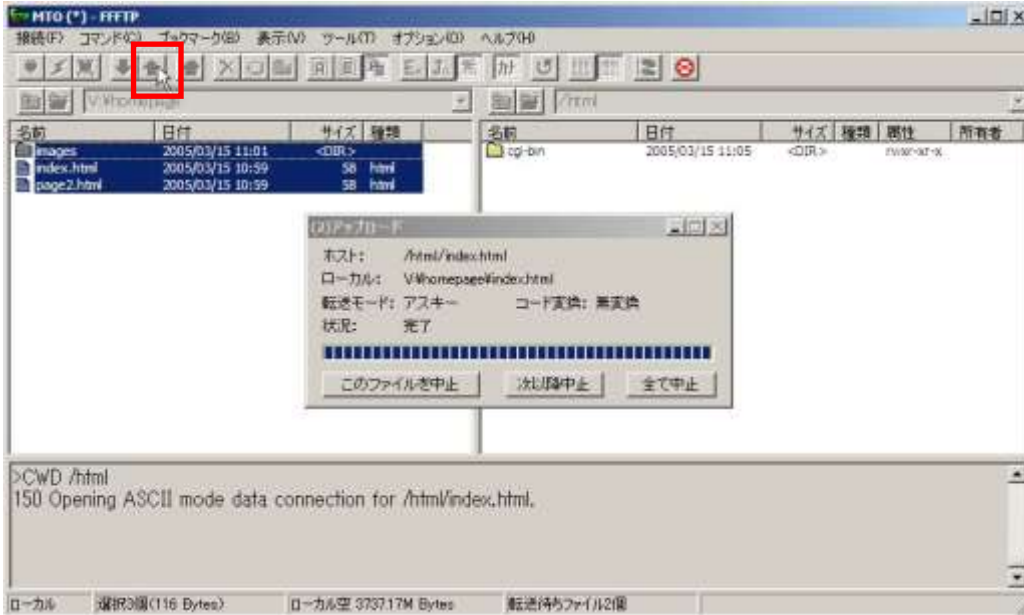 MTO (*) - FFFTP
接続(F) コマンド(C) ブックマーク(B) 表示(V) ツール(T) オプション(O) ヘルプ(H)
V:¥homepage
/html
名前 日付 サイズ 種類
images 2005/03/15 11:01 <DIR>
index.html 2005/03/15 10:59 58 html
page2.html 2005/03/15 10:59 58 html
名前 日付 サイズ 種類 属性 所有者
cgi-bin 2005/03/15 11:05 <DIR> rwxr-xr-x
(2)アップロード
ホスト: /html/index.html
ローカル: V:¥homepage¥index.html
転送モード: アスキー コード変換: 無変換
状況: 完了
このファイルを中止 次以降中止 全て中止
>CWD /html
150 Opening ASCII mode data connection for /html/index.html.
ローカル 選択3個(116 Bytes) ローカル空 3737.17M Bytes 転送待ちファイル2個